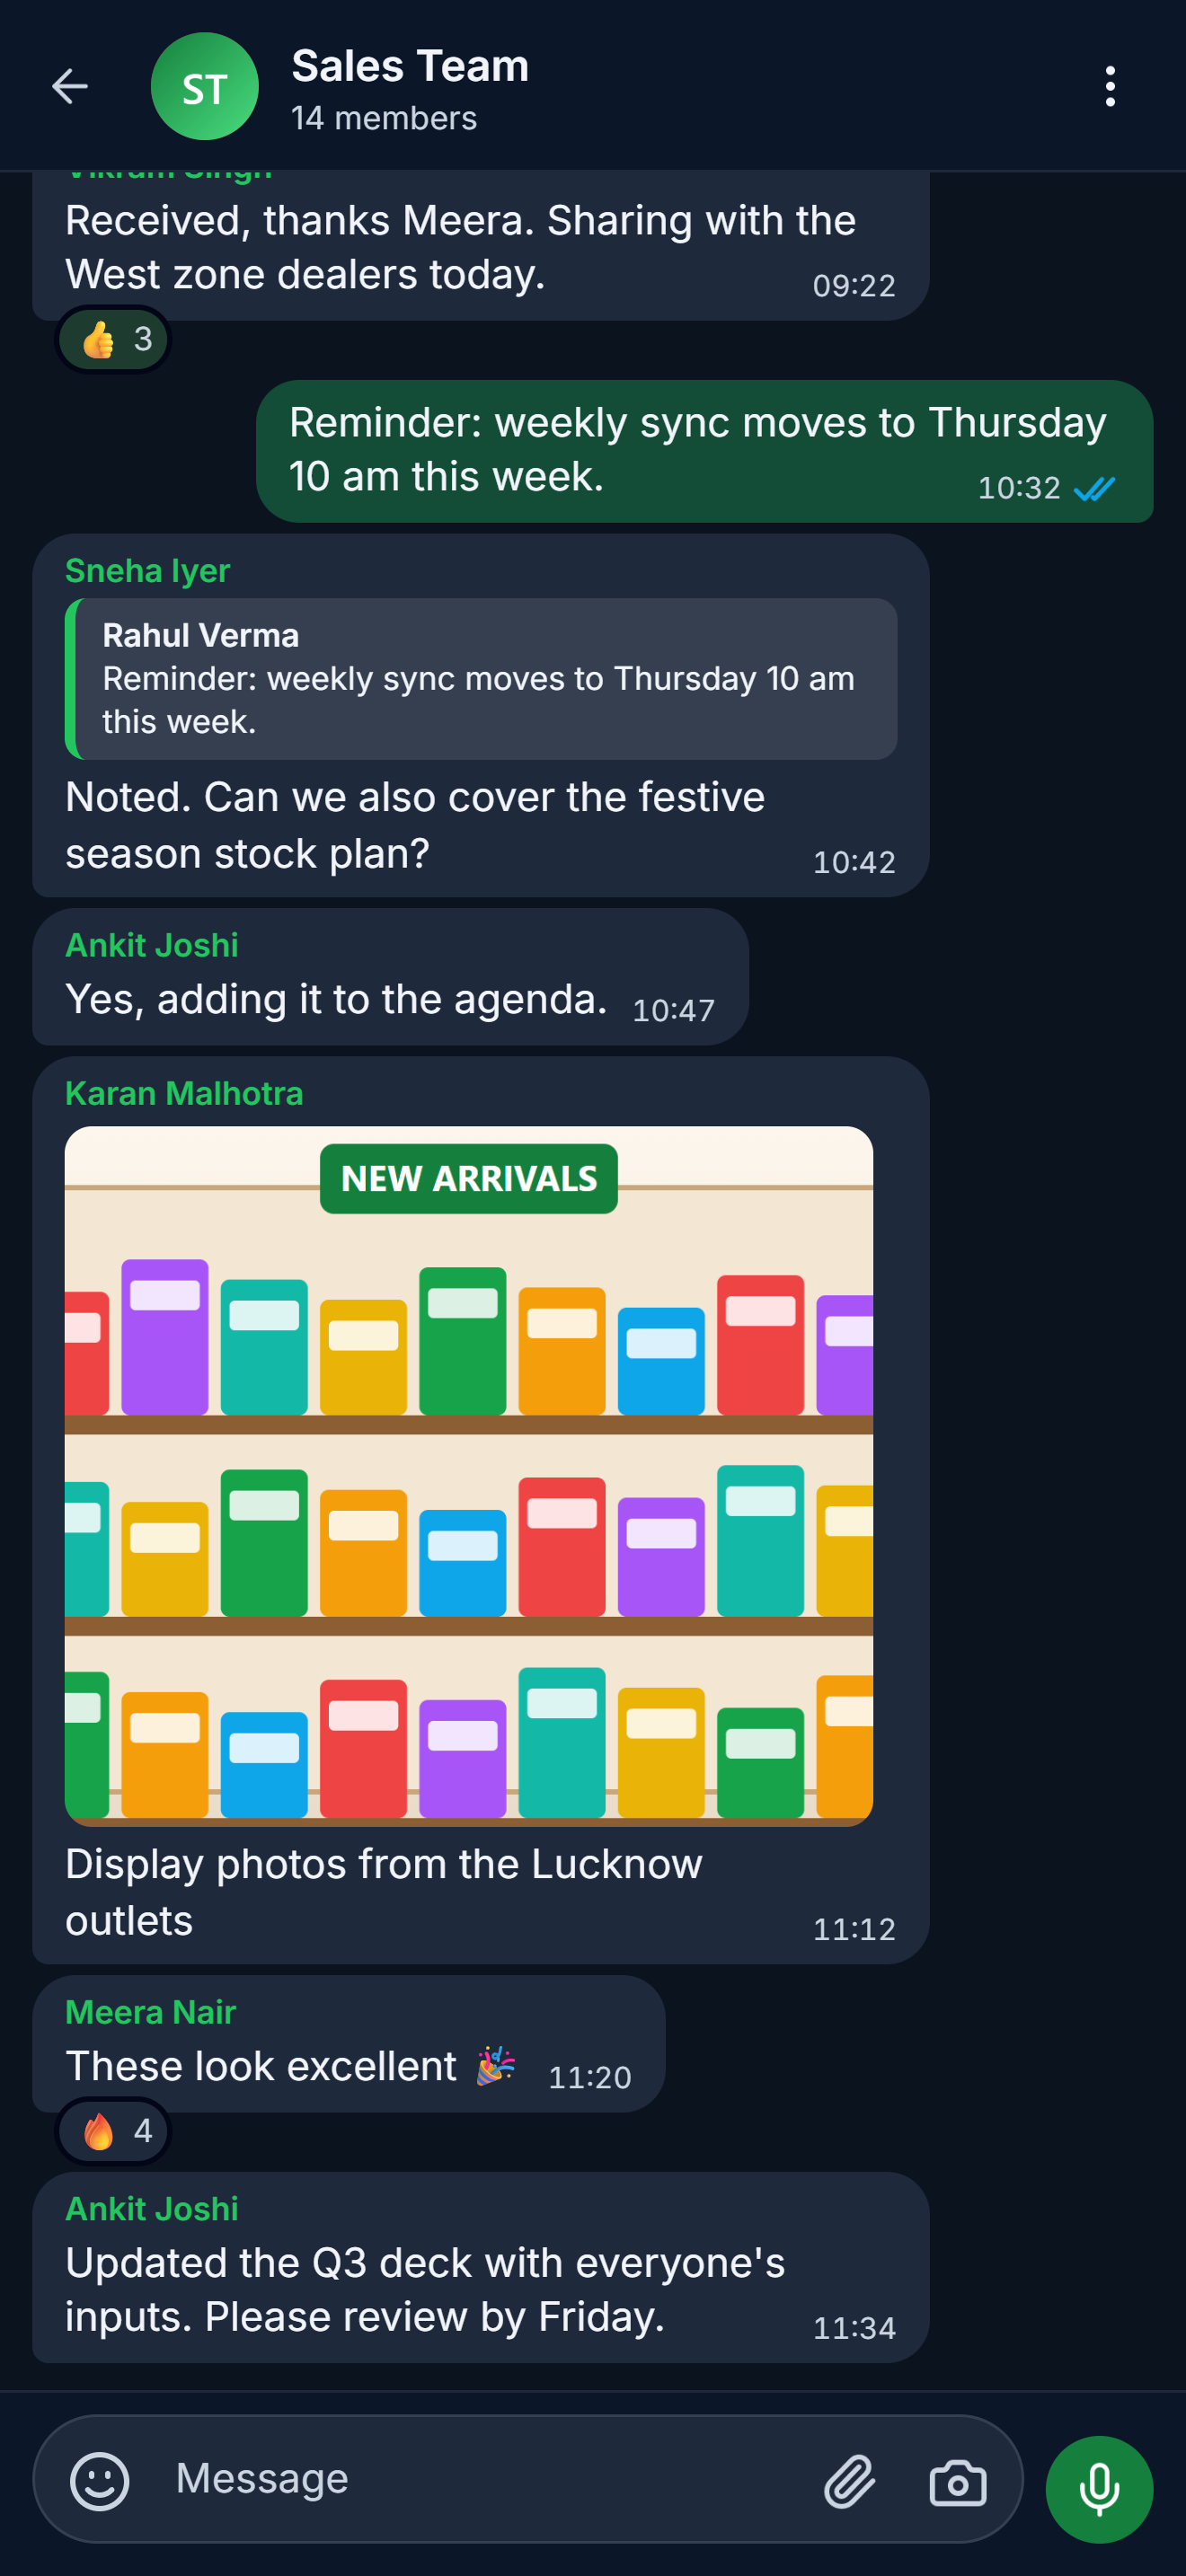 ST
Sales Team
14 members
Vikram Singh
Received, thanks Meera. Sharing with the
West zone dealers today.
09:22
👍 3
Reminder: weekly sync moves to Thursday
10 am this week.
10:32
Sneha Iyer
Rahul Verma
Reminder: weekly sync moves to Thursday 10 am
this week.
Noted. Can we also cover the festive
season stock plan?
10:42
Ankit Joshi
Yes, adding it to the agenda. 10:47
Karan Malhotra
NEW ARRIVALS
Display photos from the Lucknow
outlets
11:12
Meera Nair
These look excellent 🎉 11:20
🔥 4
Ankit Joshi
Updated the Q3 deck with everyone's
inputs. Please review by Friday.
11:34
Message